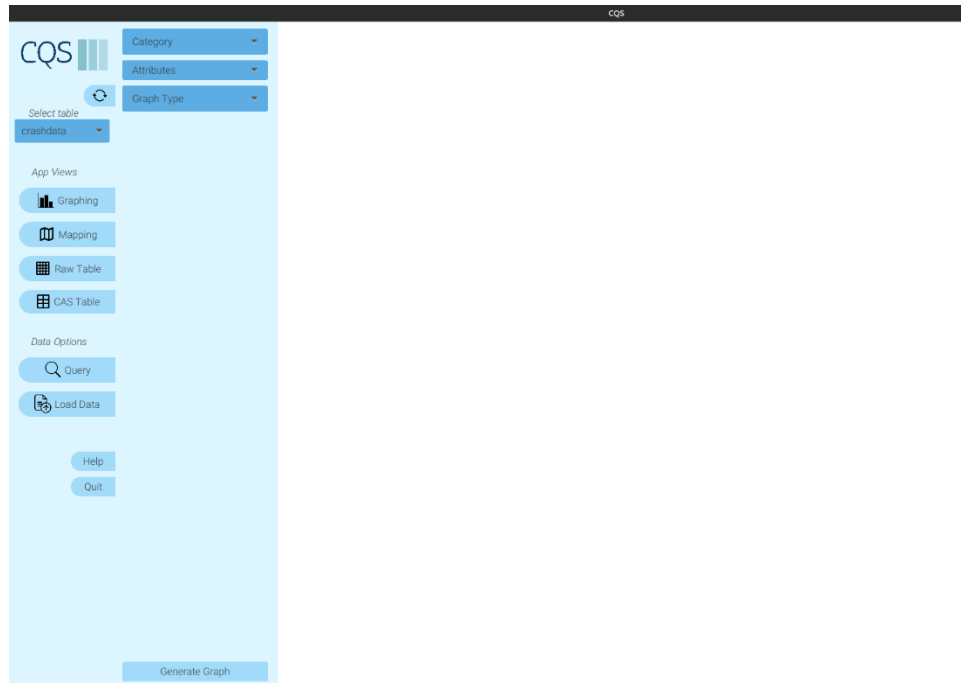 CQS
CQS
Select table
crashdata
App Views
Graphing
Mapping
Raw Table
CAS Table
Data Options
Query
Load Data
Help
Quit
Category
Attributes
Graph Type
Generate Graph